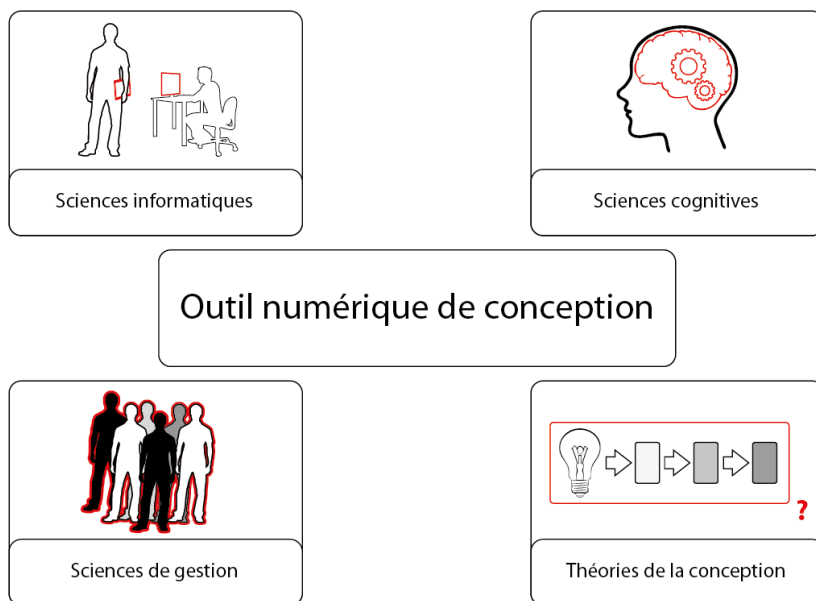 Sciences informatiques
Sciences cognitives
Outil numérique de conception
?
Sciences de gestion
Théories de la conception